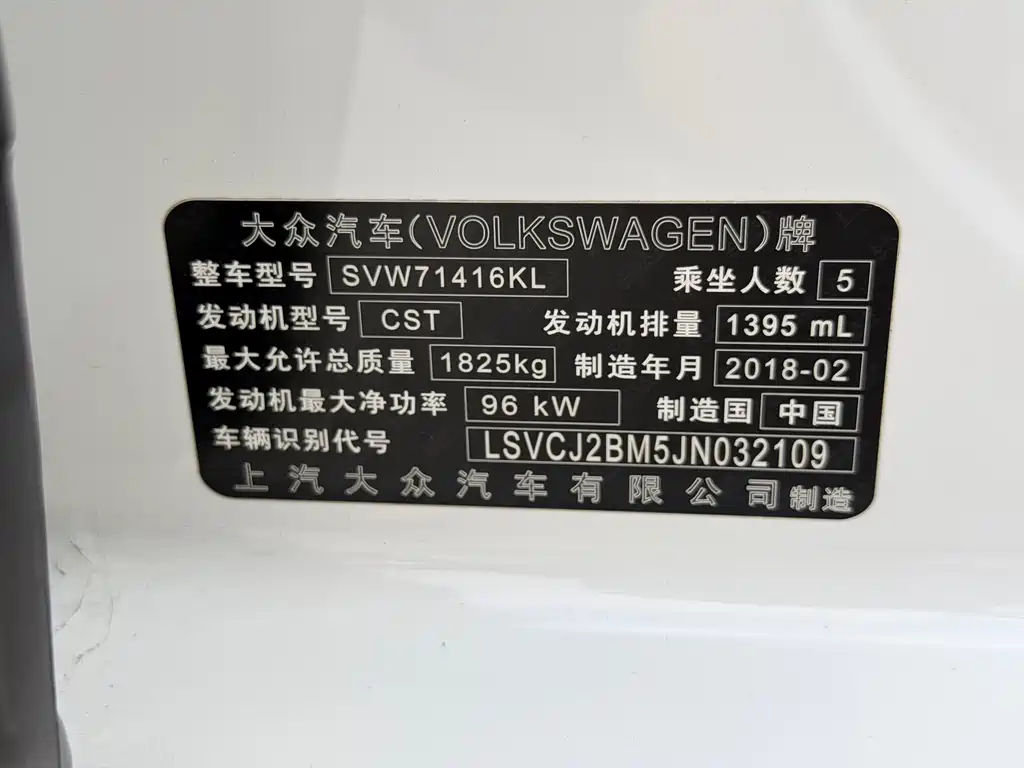 大众汽车(VOLKSWAGEN)牌
整车型号 SVW71416KL 乘坐人数 5
发动机型号 CST 发动机排量 1395 mL
最大允许总质量 1825kg 制造年月 2018-02
发动机最大净功率 96 kW 制造国 中国
车辆识别代号 LSVCJ2BM5JN032109
上汽大众汽车有限公司制造